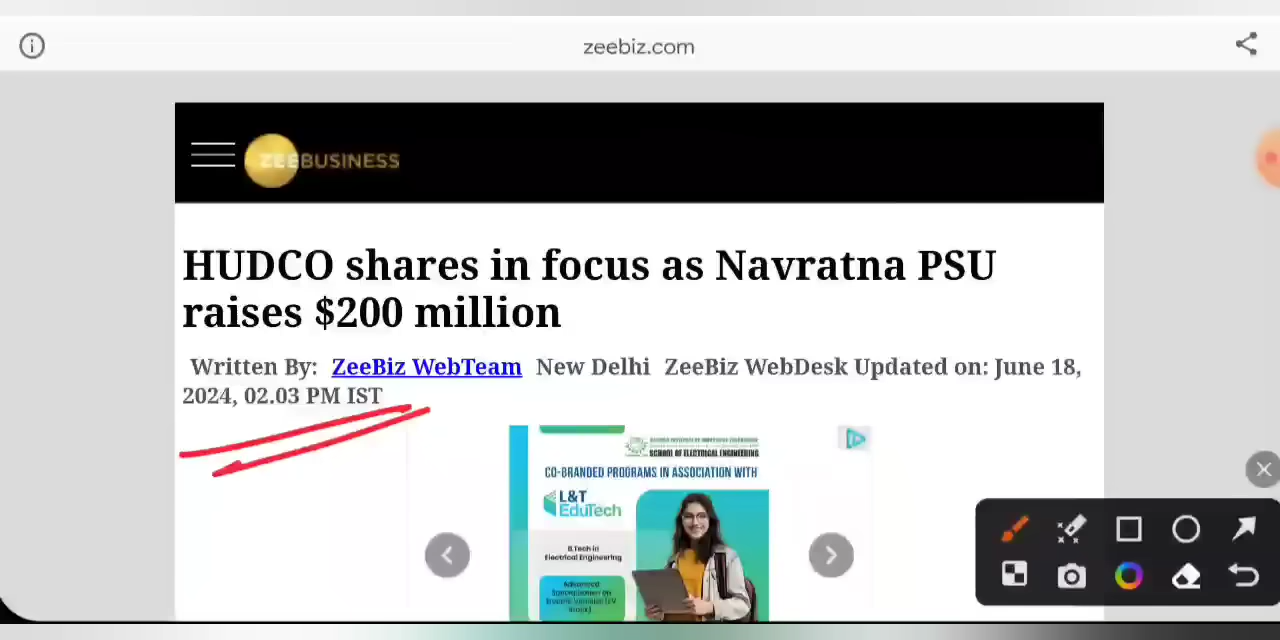 zeebiz.com
ZEEBUSINESS
HUDCO shares in focus as Navratna PSU
raises $200 million
Written By: ZeeBiz WebTeam New Delhi ZeeBiz WebDesk Updated on: June 18,
2024, 02.03 PM IST
SCHOOL OF ELECTRICAL ENGINEERING
CO-BRANDED PROGRAMS IN ASSOCIATION WITH
L&T
EduTech
B.Tech in
Electrical Engineering